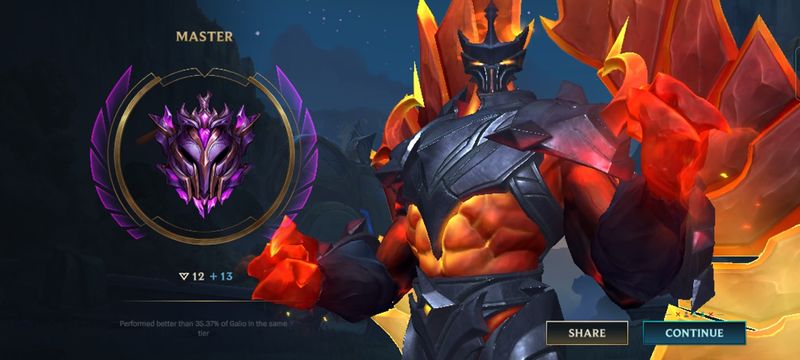 MASTER
12 +13
Performed better than 35.37% of Galio in the same
tier
SHARE
CONTINUE